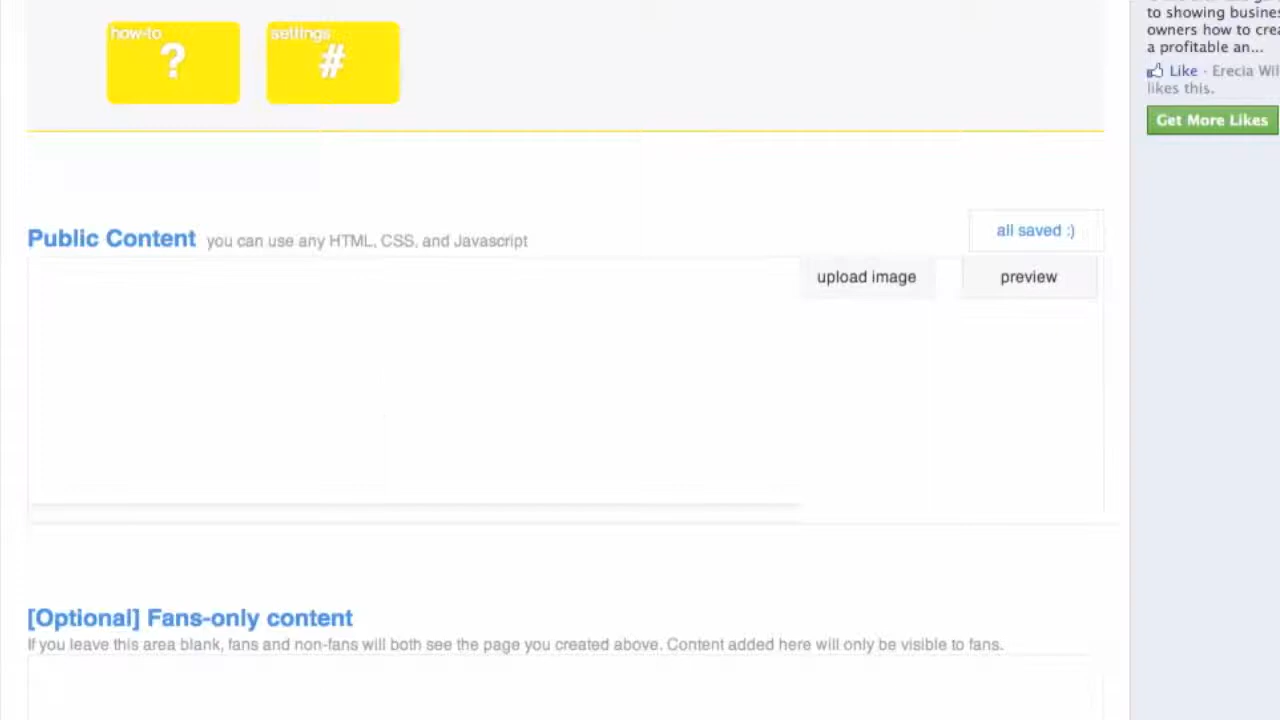 how-to
?
settings
#
to showing busines
owners how to crea
a profitable an...
Like · Erecia Wil
likes this.
Get More Likes
Public Content you can use any HTML, CSS, and Javascript
all saved :)
upload image
preview
[Optional] Fans-only content
If you leave this area blank, fans and non-fans will both see the page you created above. Content added here will only be visible to fans.